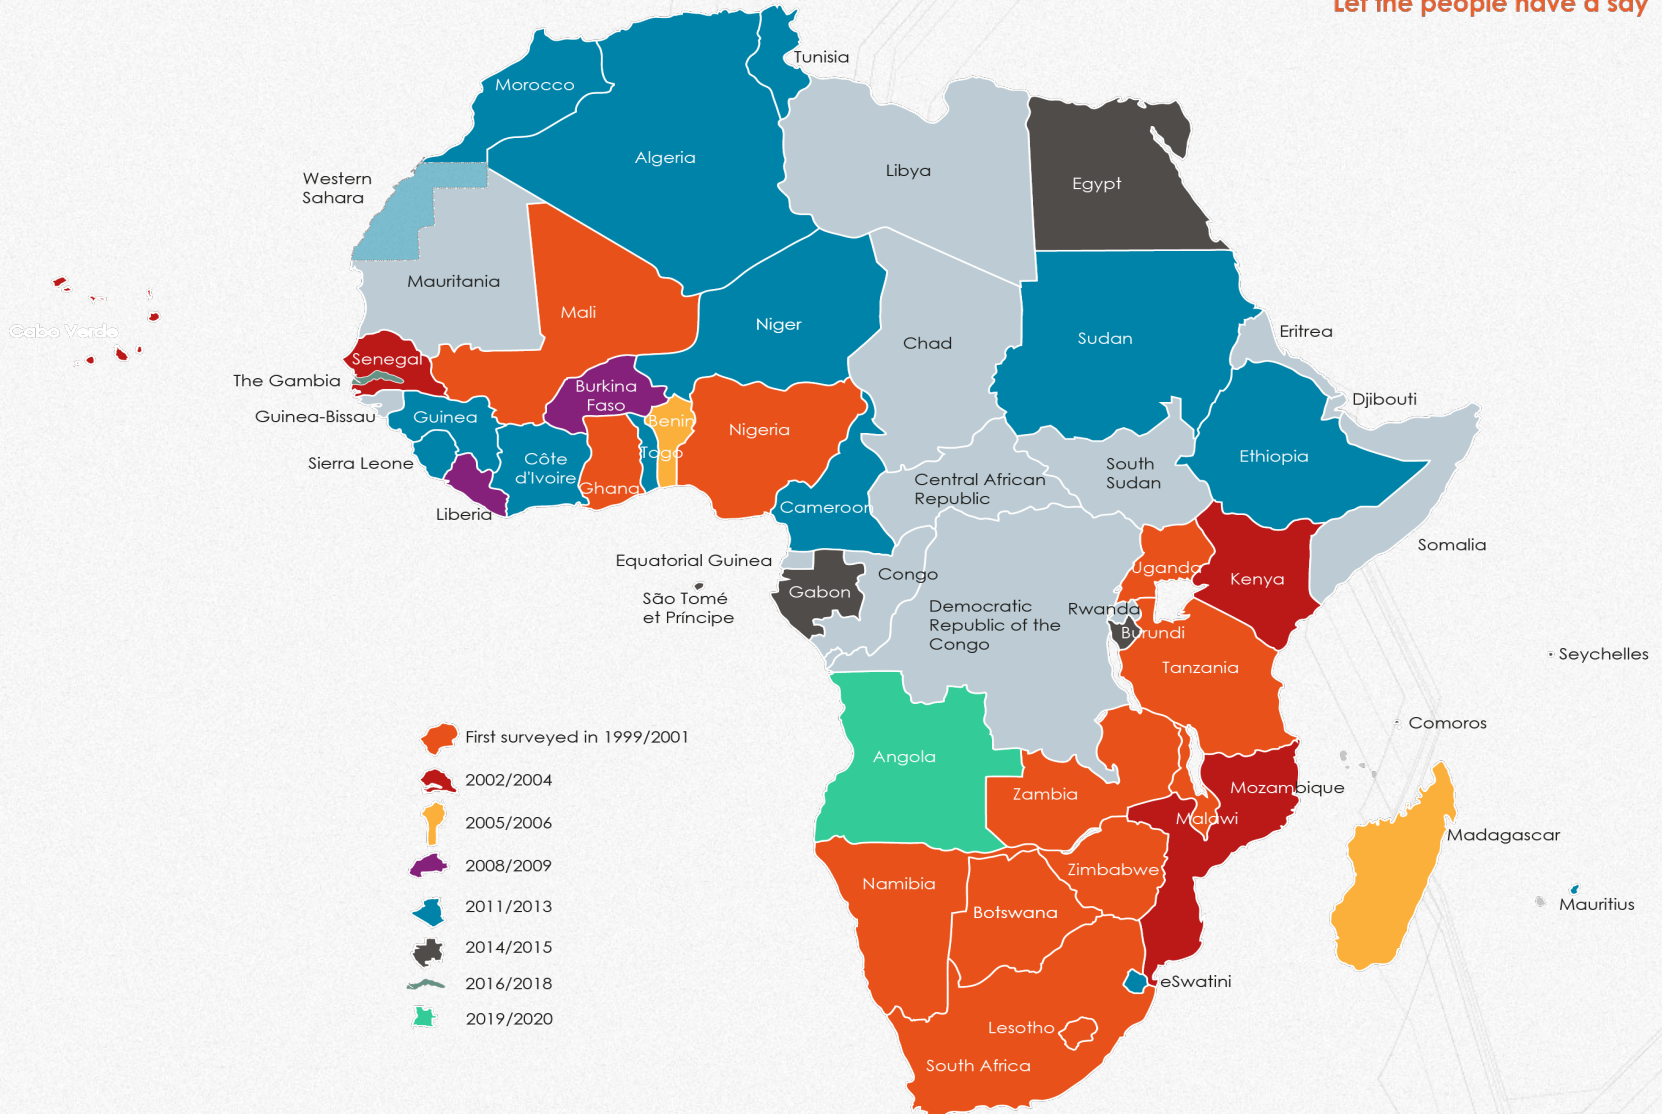 Let the people have a say
Tunisia
Morocco
Algeria
Libya
Egypt
Western
Sahara
Mauritania
Mali
Niger
Chad
Sudan
Eritrea
Cabo Verde
Senegal
The Gambia
Guinea-Bissau
Guinea
Burkina
Faso
Benin
Togo
Nigeria
Djibouti
Sierra Leone
Côte
d'Ivoire
Ghana
Liberia
Cameroon
Central African
Republic
South
Sudan
Ethiopia
Somalia
Equatorial Guinea
São Tomé
et Príncipe
Gabon
Congo
Democratic
Republic of the
Congo
Uganda
Kenya
Rwanda
Burundi
Tanzania
Seychelles
Comoros
Angola
Zambia
Mozambique
Malawi
Madagascar
Mauritius
Zimbabwe
Namibia
Botswana
eSwatini
Lesotho
South Africa
First surveyed in 1999/2001
2002/2004
2005/2006
2008/2009
2011/2013
2014/2015
2016/2018
2019/2020